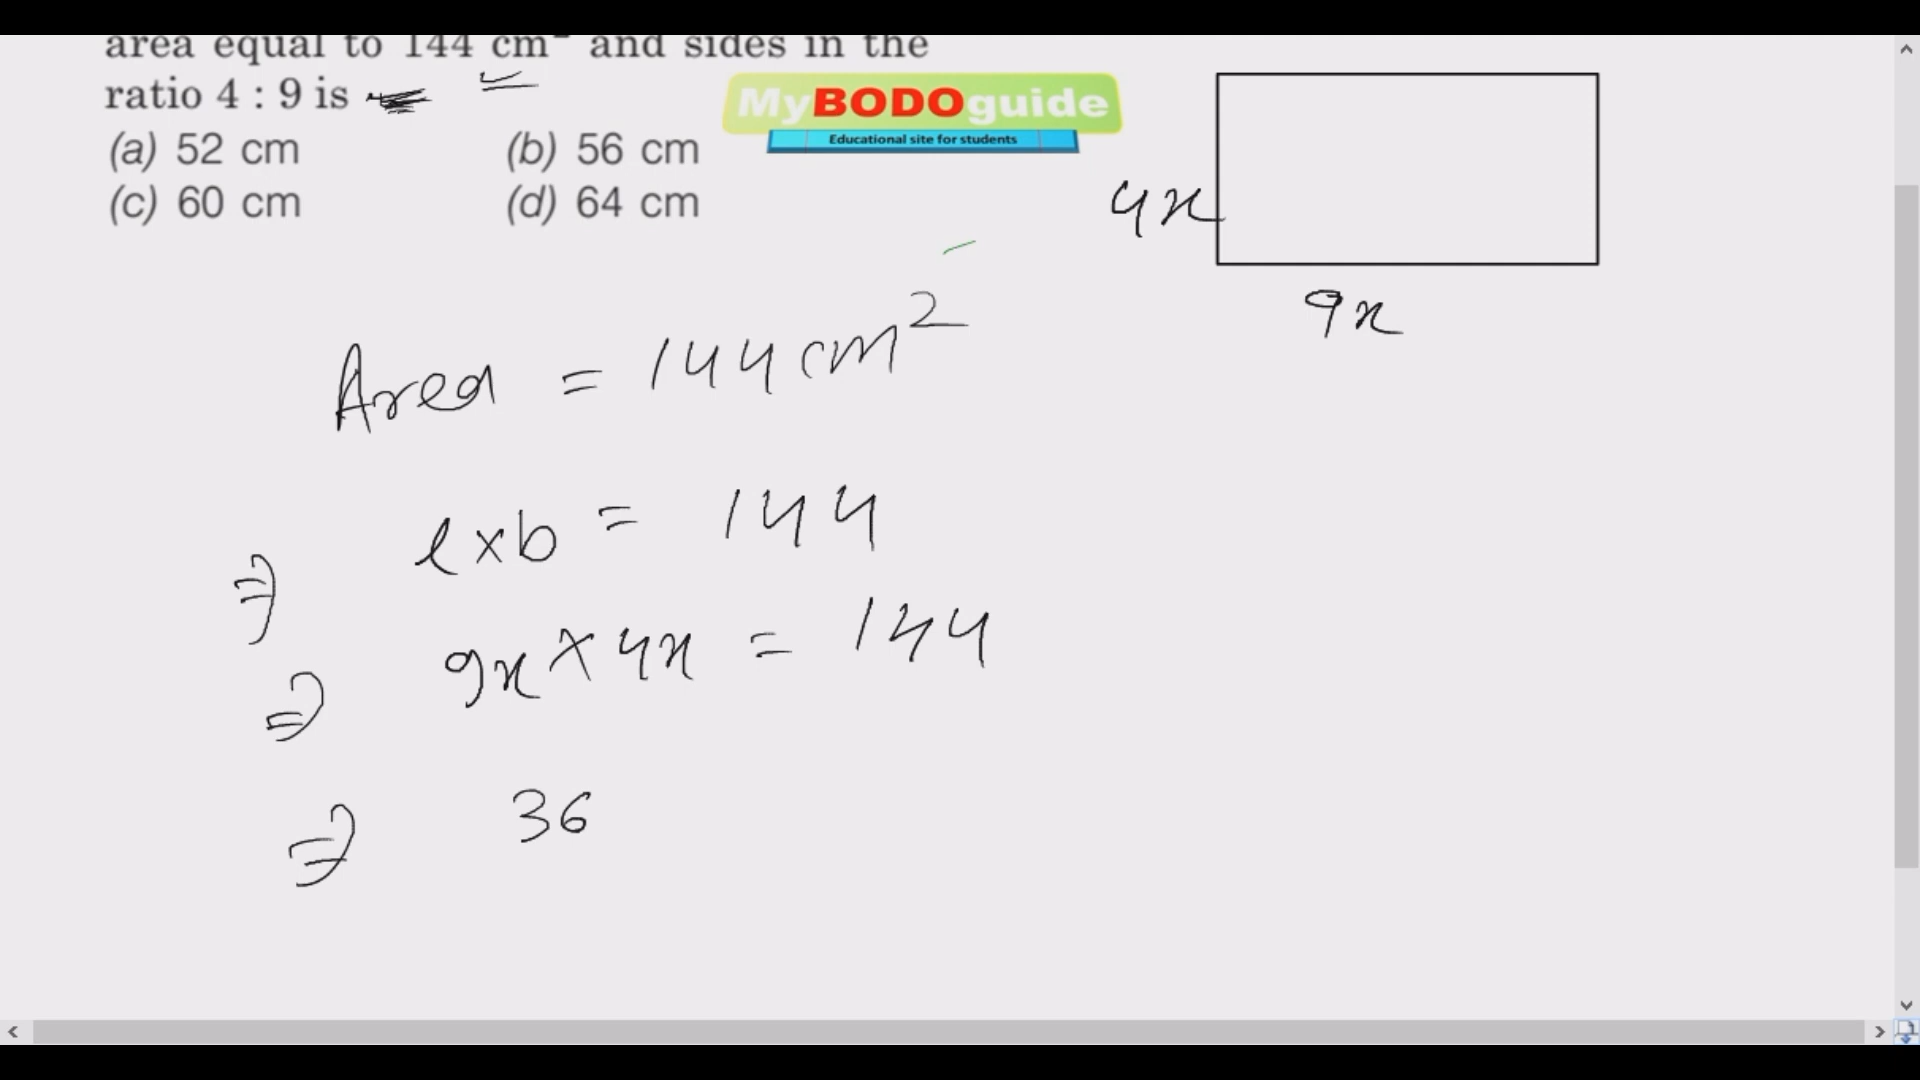 area equal to 144 cm² and sides in the
ratio 4 : 9 is
(a) 52 cm (b) 56 cm
(c) 60 cm (d) 64 cm
MyBODOguide
Educational site for students
4x
9x
Area = 144 cm²
⇒ l×b = 144
⇒ 9x × 4x = 144
⇒ 36